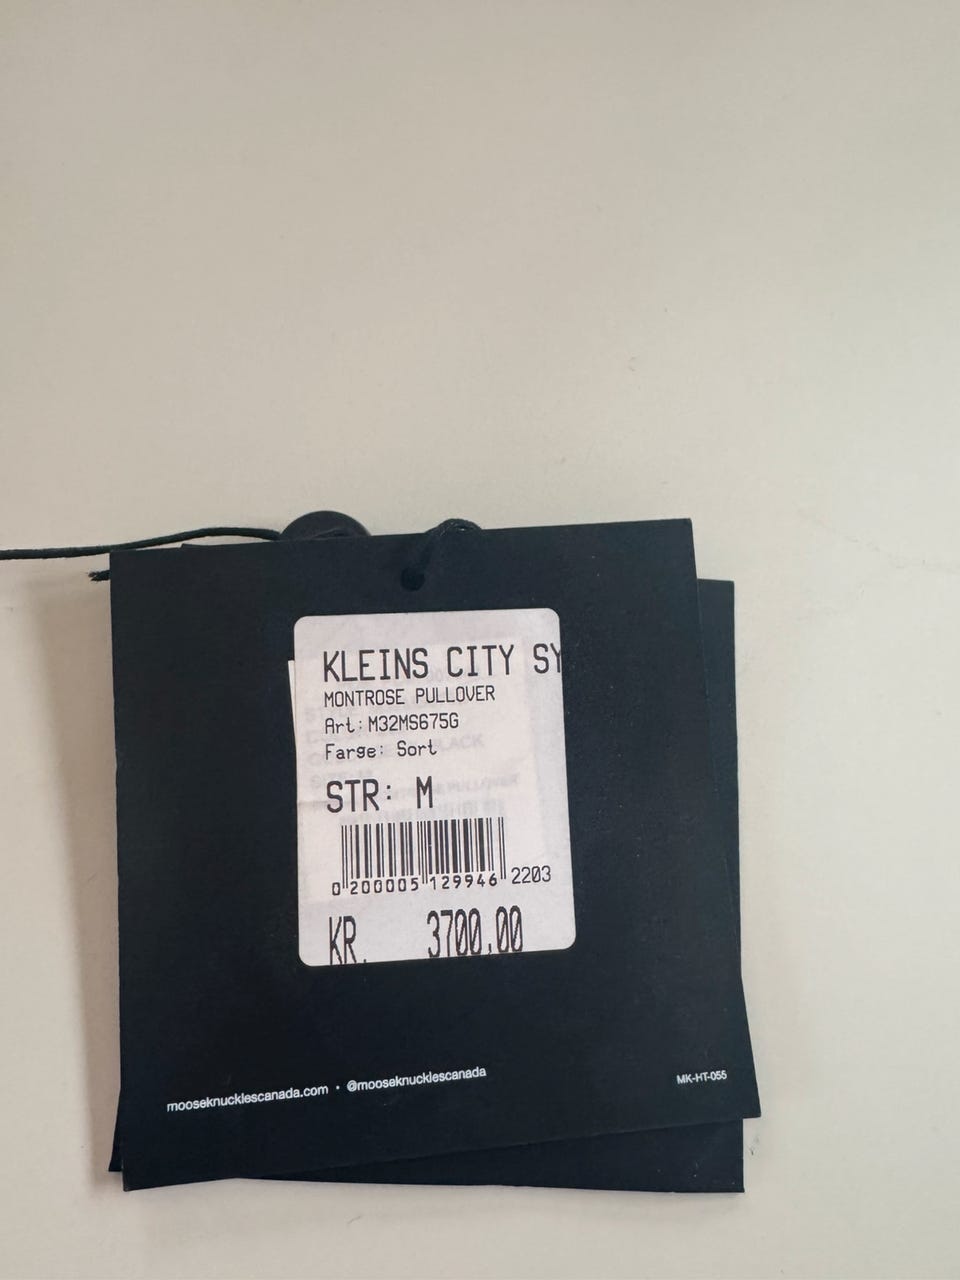 KLEINS CITY SY
MONTROSE PULLOVER
Art: M32MS675G
Farge: Sort
STR: M
0 200005 129946 2203
KR. 3700,00
mooseknucklescanada.com • @mooseknucklescanada
MK-HT-055